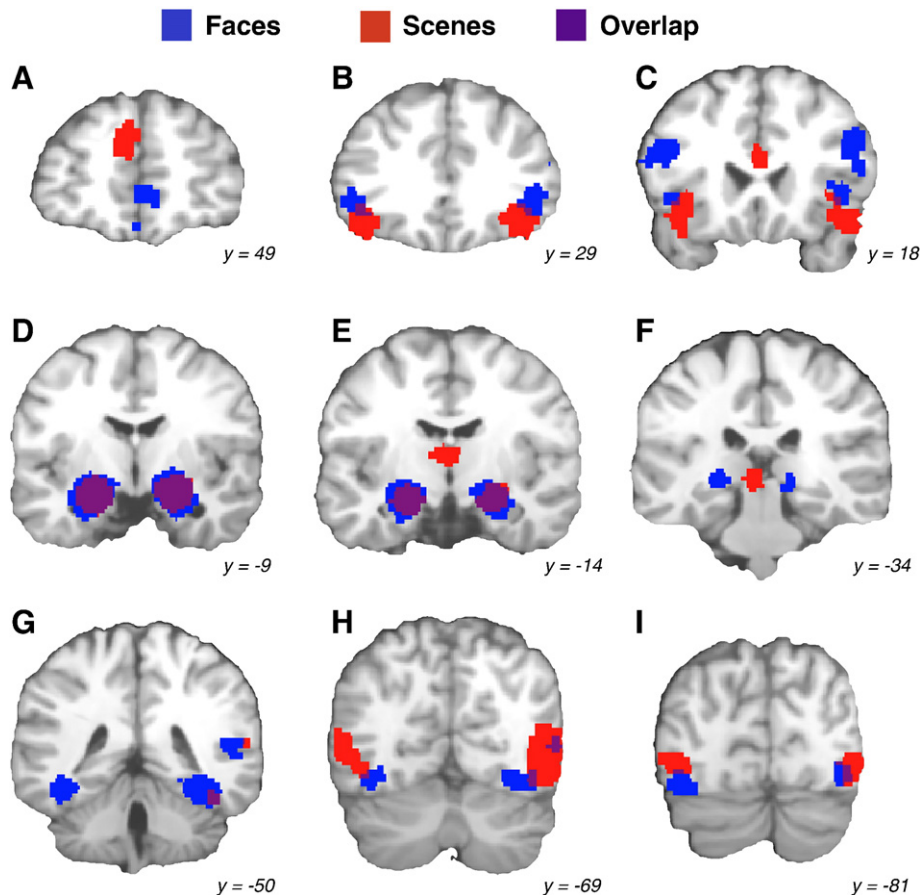 Faces Scenes Overlap
A B C
y = 49 y = 29 y = 18
D E F
y = -9 y = -14 y = -34
G H I
y = -50 y = -69 y = -81